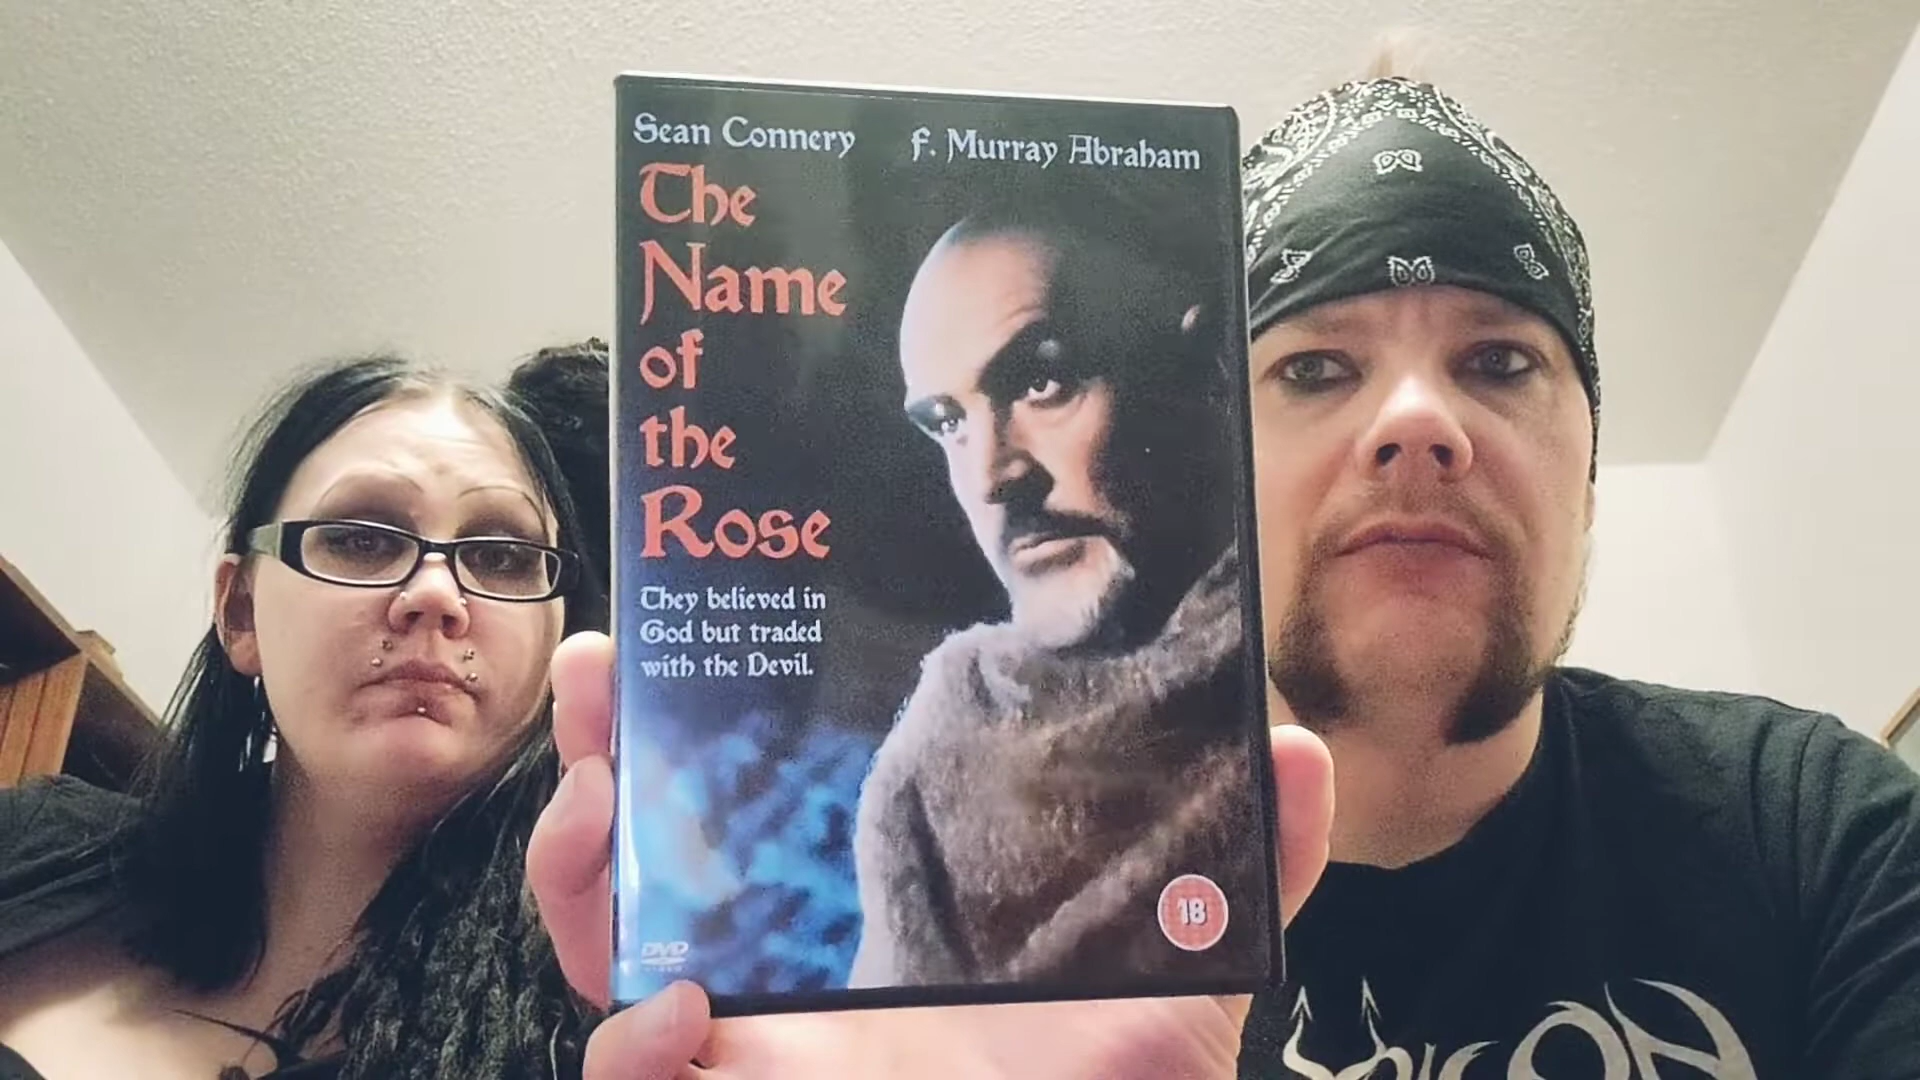 Sean Connery F. Murray Abraham
The
Name
of
the
Rose
They believed in
God but traded
with the Devil.
18
DVD
VIDEO